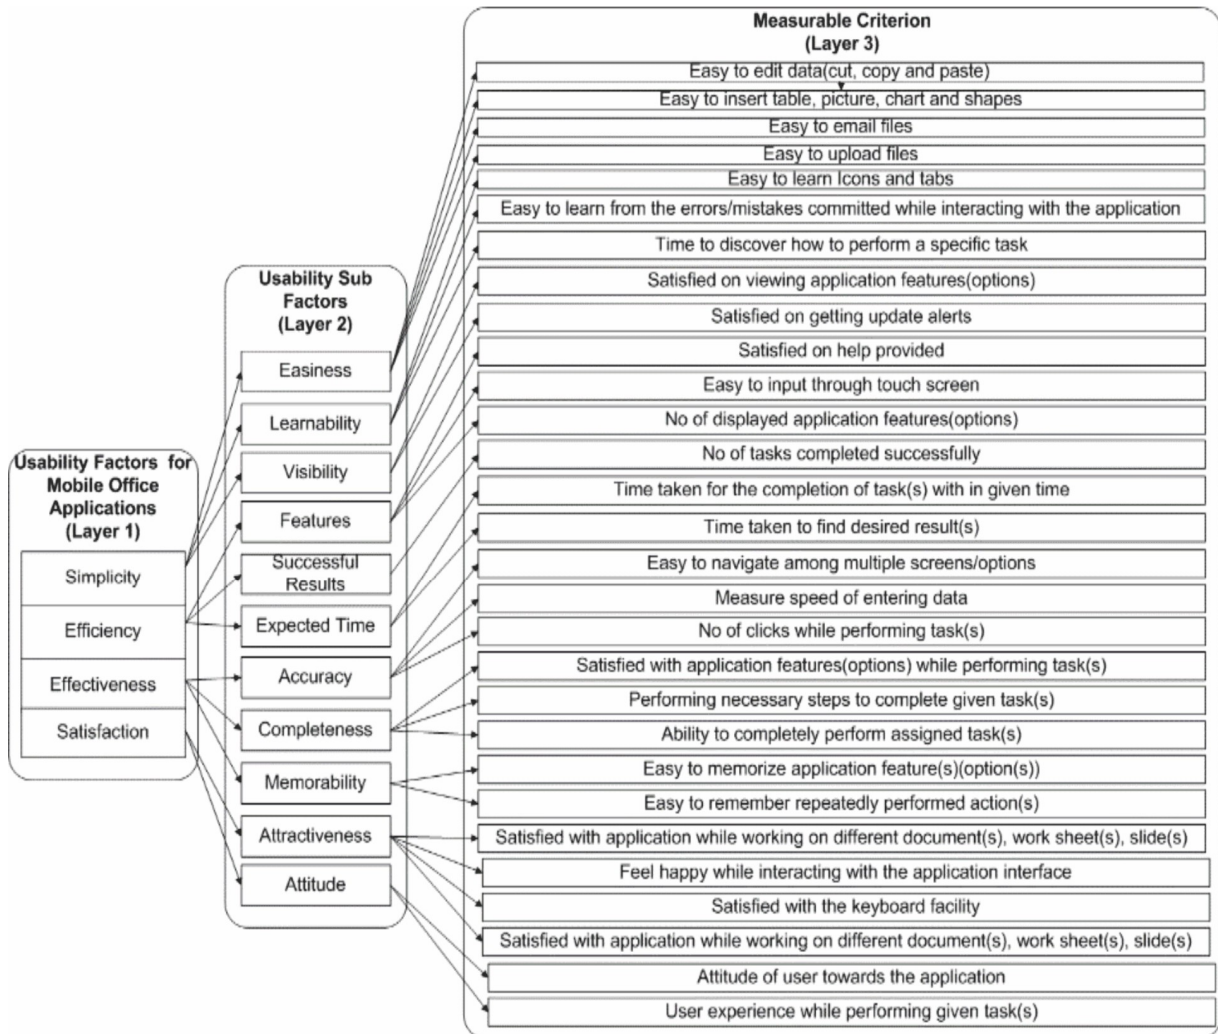 Measurable Criterion
(Layer 3)
Easy to edit data(cut, copy and paste)
Easy to insert table, picture, chart and shapes
Easy to email files
Easy to upload files
Easy to learn Icons and tabs
Easy to learn from the errors/mistakes committed while interacting with the application
Time to discover how to perform a specific task
Satisfied on viewing application features(options)
Satisfied on getting update alerts
Satisfied on help provided
Easy to input through touch screen
No of displayed application features(options)
No of tasks completed successfully
Time taken for the completion of task(s) with in given time
Time taken to find desired result(s)
Easy to navigate among multiple screens/options
Measure speed of entering data
No of clicks while performing task(s)
Satisfied with application features(options) while performing task(s)
Performing necessary steps to complete given task(s)
Ability to completely perform assigned task(s)
Easy to memorize application feature(s)(option(s))
Easy to remember repeatedly performed action(s)
Satisfied with application while working on different document(s), work sheet(s), slide(s)
Feel happy while interacting with the application interface
Satisfied with the keyboard facility
Satisfied with application while working on different document(s), work sheet(s), slide(s)
Attitude of user towards the application
User experience while performing given task(s)
Usability Sub
Factors
(Layer 2)
Easiness
Learnability
Visibility
Features
Successful
Results
Expected Time
Accuracy
Completeness
Memorability
Attractiveness
Attitude
Usability Factors for
Mobile Office
Applications
(Layer 1)
Simplicity
Efficiency
Effectiveness
Satisfaction